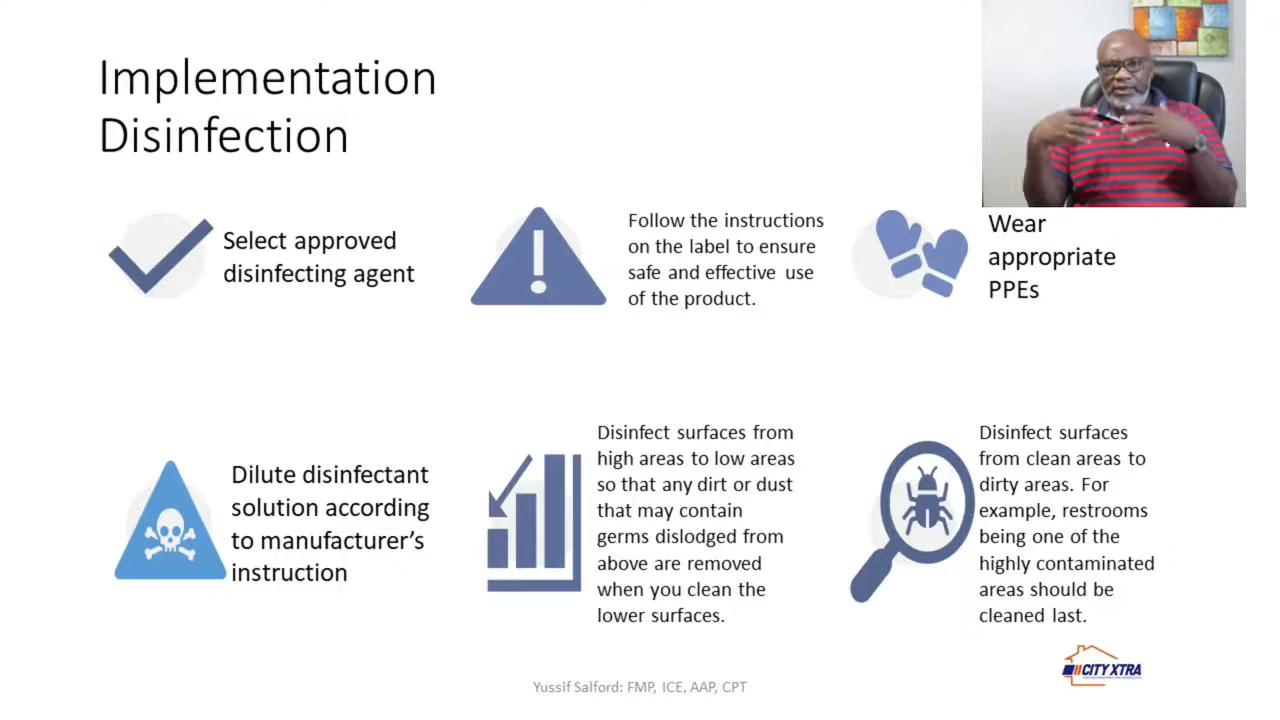 Implementation
Disinfection
Select approved
disinfecting agent
Follow the instructions
on the label to ensure
safe and effective use
of the product.
Wear
appropriate
PPEs
Dilute disinfectant
solution according
to manufacturer’s
instruction
Disinfect surfaces from
high areas to low areas
so that any dirt or dust
that may contain
germs dislodged from
above are removed
when you clean the
lower surfaces.
Disinfect surfaces
from clean areas to
dirty areas. For
example, restrooms
being one of the
highly contaminated
areas should be
cleaned last.
CITY XTRA
Yussif Salford: FMP, ICE, AAP, CPT